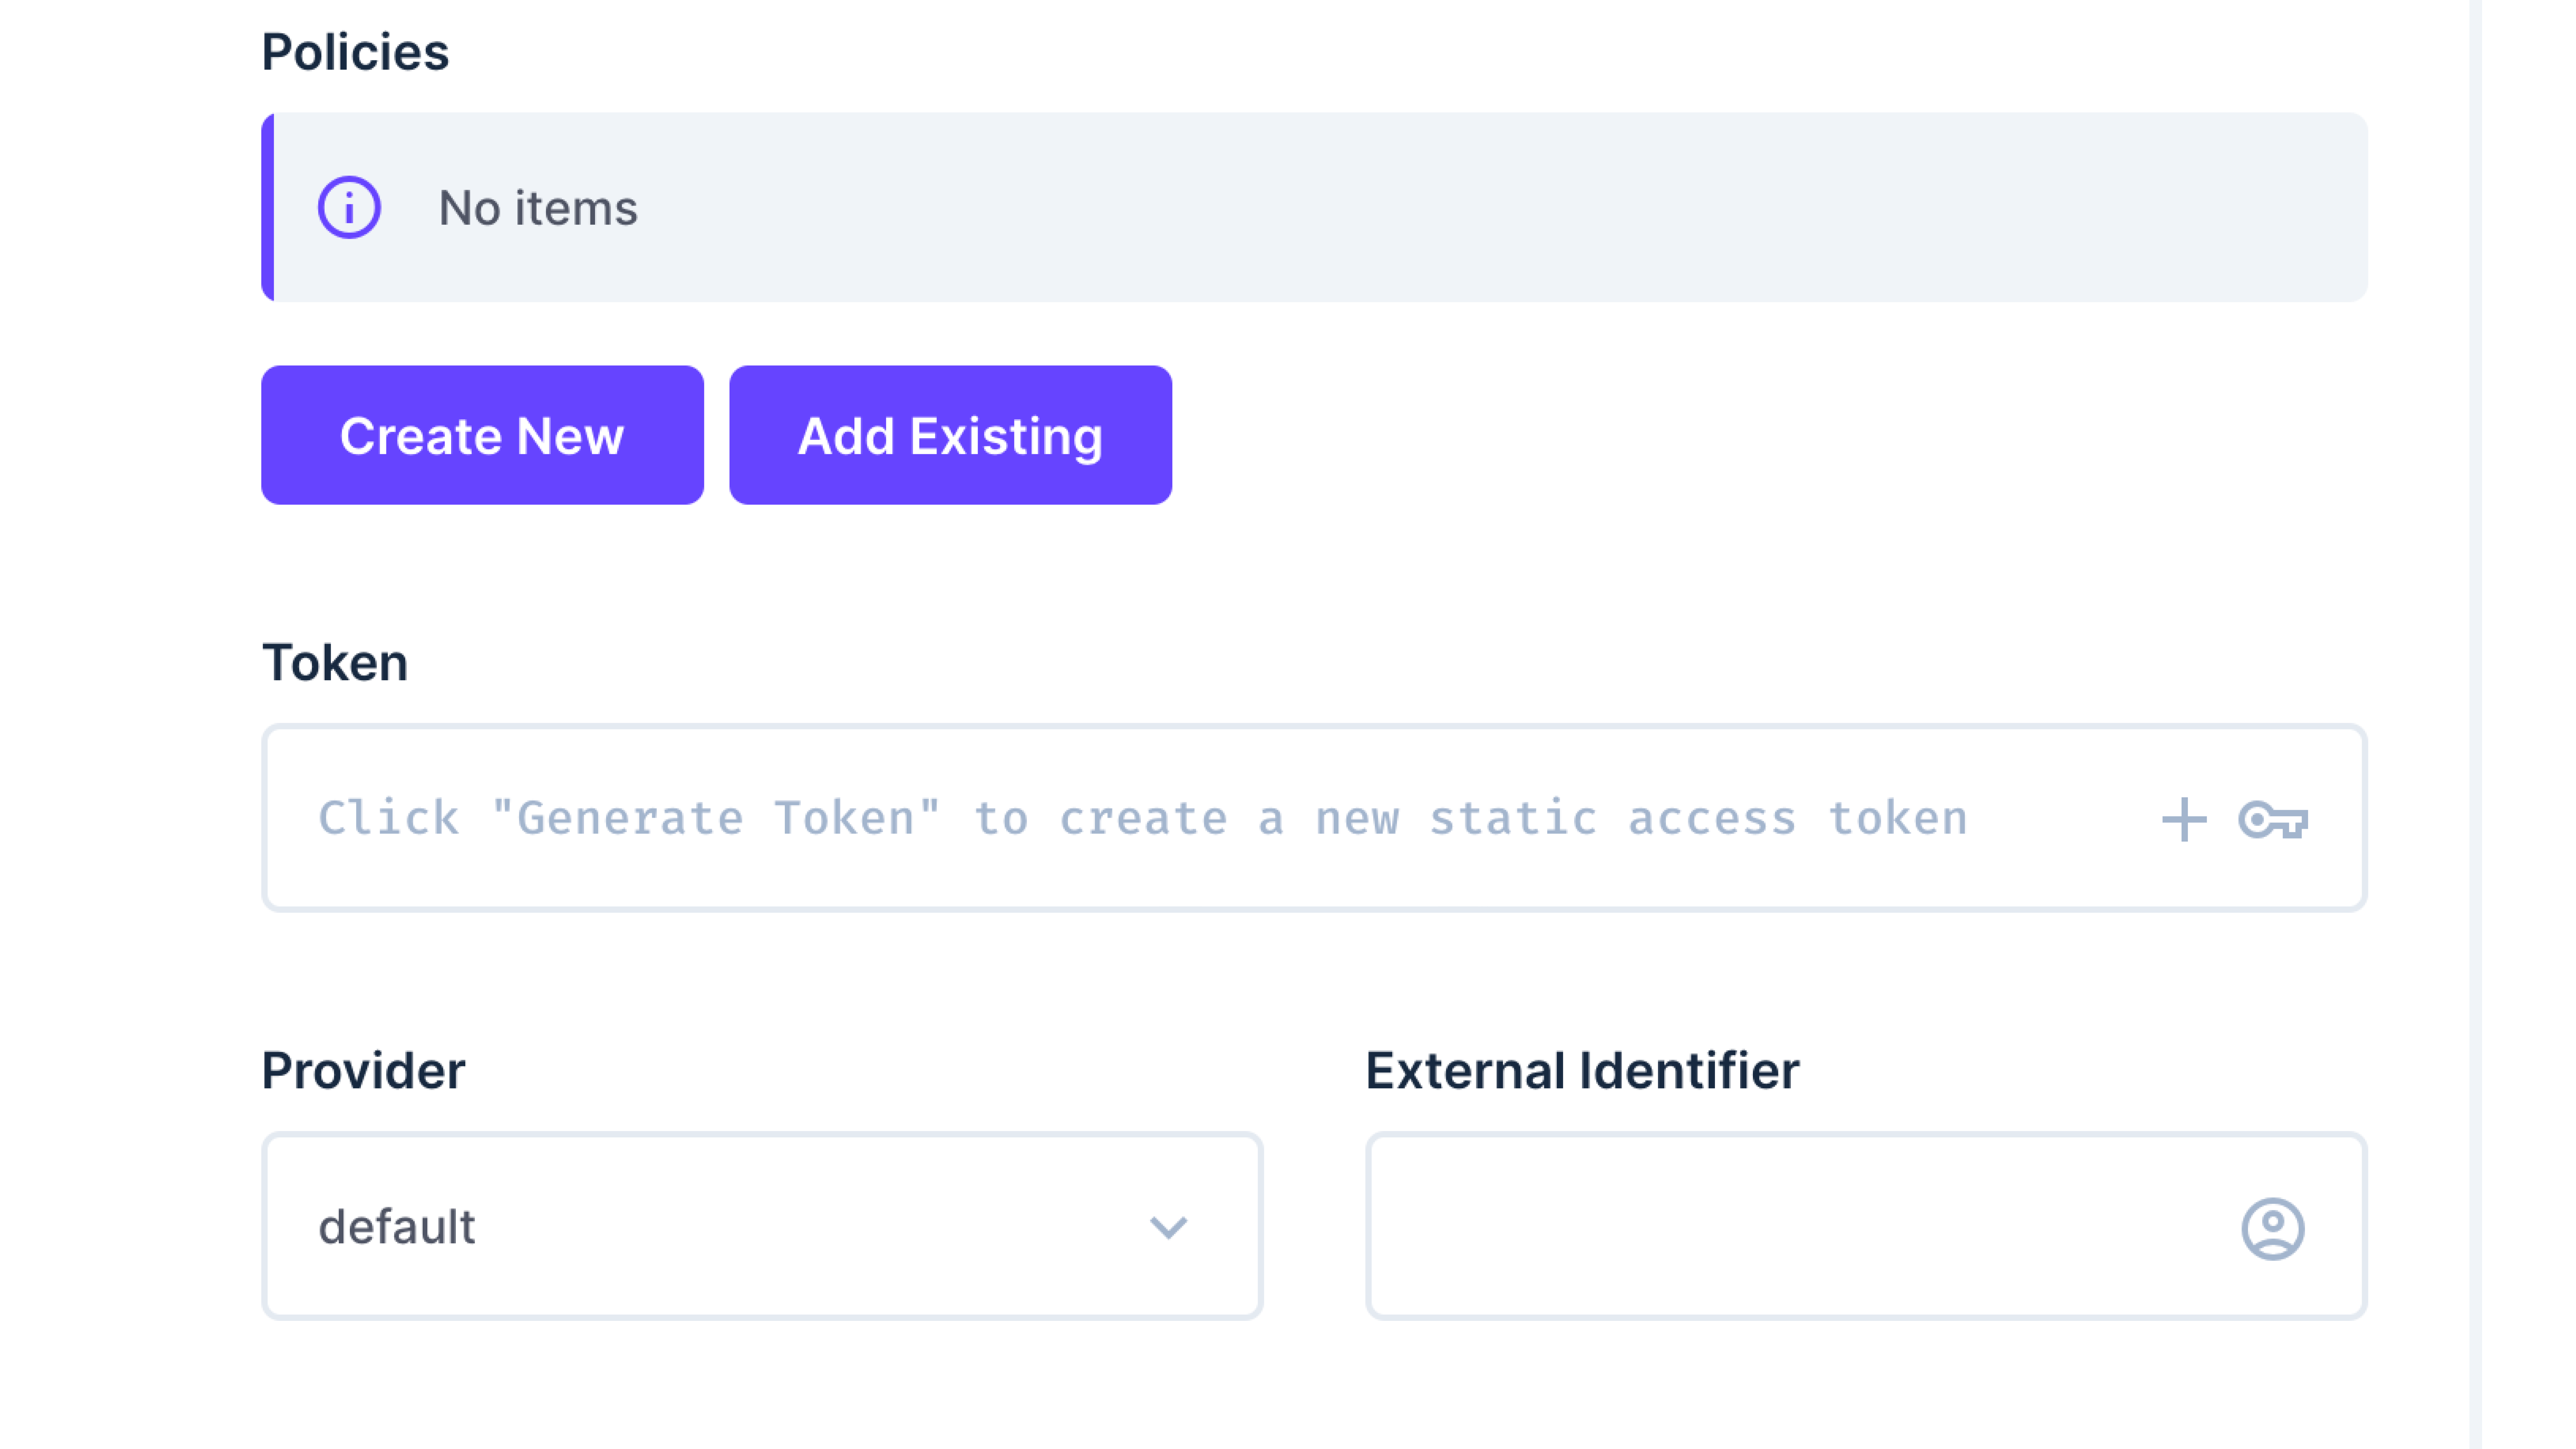 Policies
No items
Create New Add Existing
Token
Click "Generate Token" to create a new static access token
Provider External Identifier
default